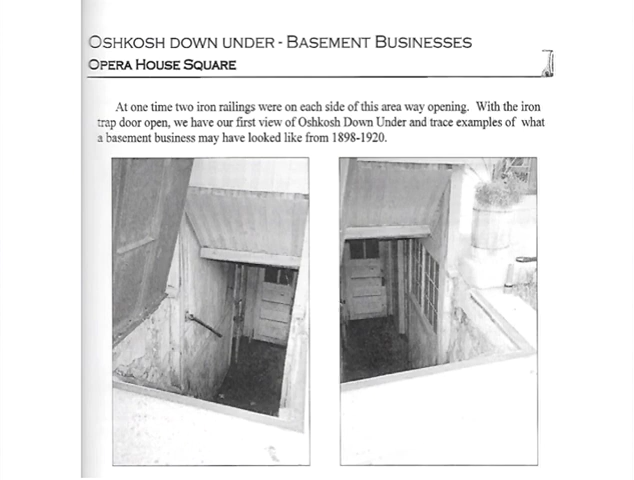 OSHKOSH DOWN UNDER - BASEMENT BUSINESSES
OPERA HOUSE SQUARE
At one time two iron railings were on each side of this area way opening. With the iron
trap door open, we have our first view of Oshkosh Down Under and trace examples of what
a basement business may have looked like from 1898-1920.